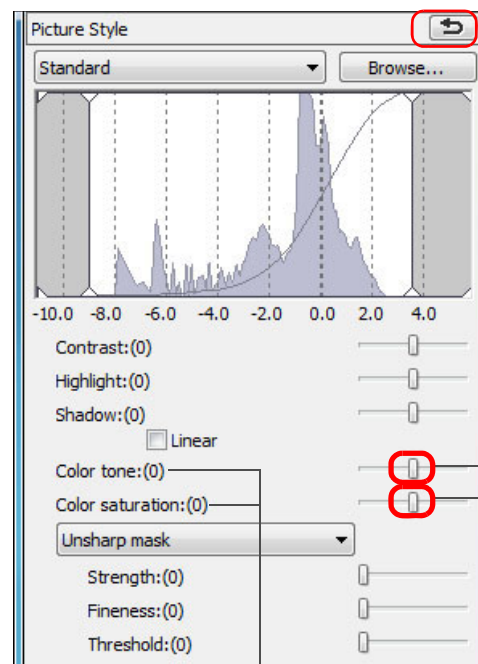 Picture Style
Standard Browse...
-10.0 -8.0 -6.0 -4.0 -2.0 0.0 2.0 4.0
Contrast:(0)
Highlight:(0)
Shadow:(0)
Linear
Color tone:(0)
Color saturation:(0)
Unsharp mask
Strength:(0)
Fineness:(0)
Threshold:(0)